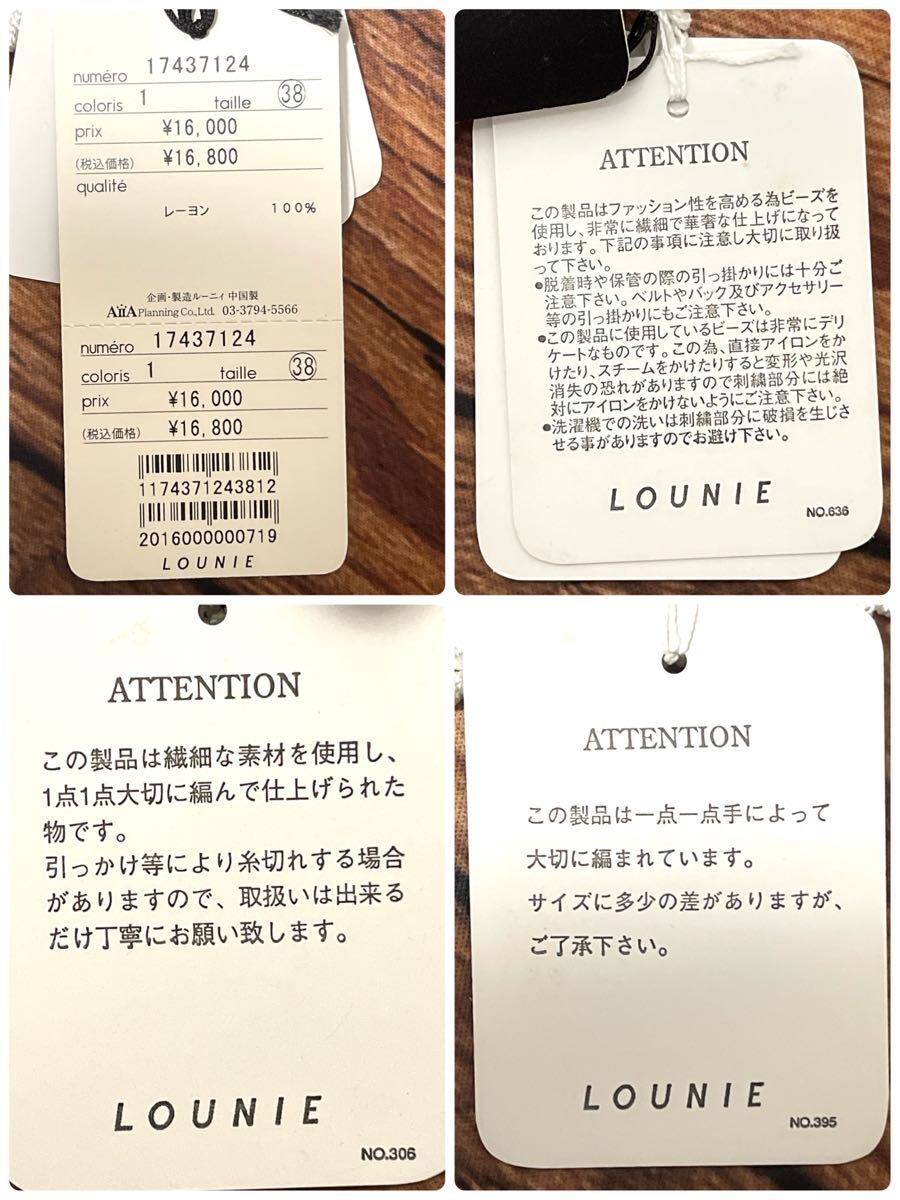 numéro 17437124
coloris 1 taille 38
prix ¥16,000
(税込価格) ¥16,800
qualité
レーヨン 100%
企画・製造ルーニィ 中国製
AիA Planning Co.,Ltd. 03-3794-5566
numéro 17437124
coloris 1 taille 38
prix ¥16,000
(税込価格) ¥16,800
1174371243812
2016000000719
LOUNIE
ATTENTION
この製品はファッション性を高める為ビーズを
使用し、非常に繊細で華奢な仕上げになって
おります。下記の事項に注意し大切に取り扱
って下さい。
●脱着時や保管の際の引っ掛かりには十分ご
注意下さい。ベルトやバック及びアクセサリー
等の引っ掛かりにもご注意下さい。
●この製品に使用しているビーズは非常にデリ
ケートなものです。この為、直接アイロンをか
けたり、スチームをかけたりすると変形や光沢
消失の恐れがありますので刺繍部分には絶
対にアイロンをかけないようにご注意下さい。
●洗濯機での洗いは刺繍部分に破損を生じさ
せる事がありますのでお避け下さい。
LOUNIE
NO.636
ATTENTION
この製品は繊細な素材を使用し、
1点1点大切に編んで仕上げられた
物です。
引っかけ等により糸切れする場合
がありますので、取扱いは出来る
だけ丁寧にお願い致します。
LOUNIE
NO.306
ATTENTION
この製品は一点一点手によって
大切に編まれています。
サイズに多少の差がありますが、
ご了承下さい。
LOUNIE
NO.395